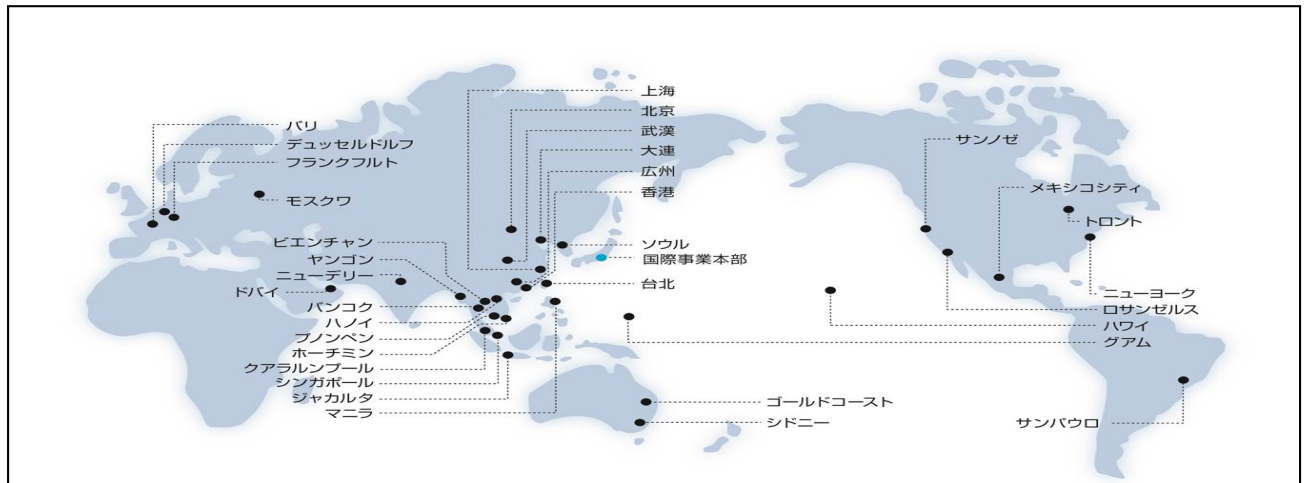 パリ
デュッセルドルフ
フランクフルト
モスクワ
ビエンチャン
ヤンゴン
ニューデリー
ドバイ
バンコク
ハノイ
プノンペン
ホーチミン
クアラルンプール
シンガポール
ジャカルタ
マニラ
上海
北京
武漢
大連
広州
香港
ソウル
国際事業本部
台北
ゴールドコースト
シドニー
サンノゼ
メキシコシティ
トロント
ニューヨーク
ロサンゼルス
ハワイ
グアム
サンパウロ